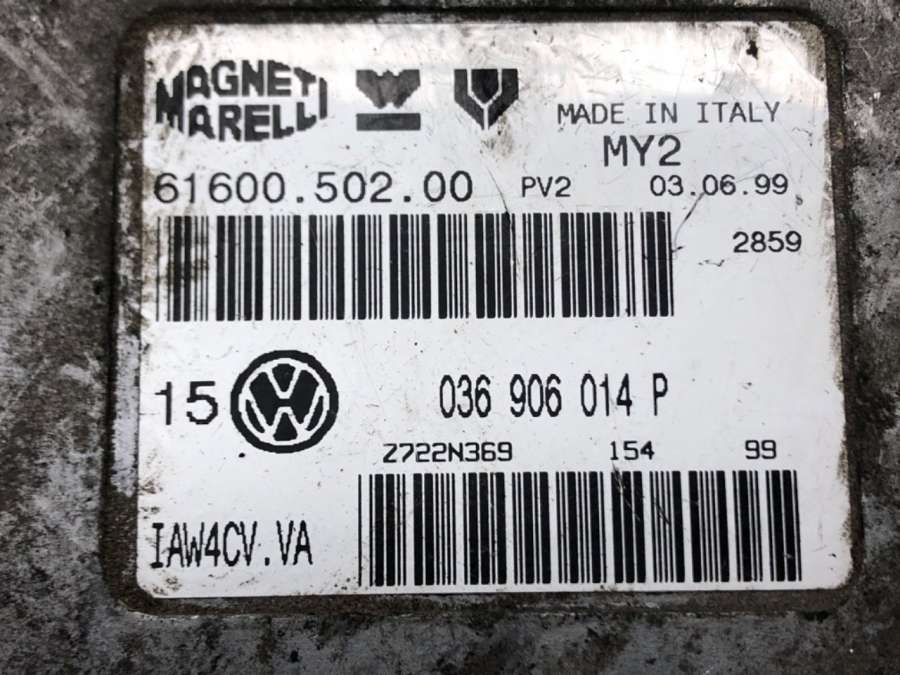 MAGNETI
MARELLI
MADE IN ITALY
MY2
61600.502.00 PV2 03.06.99
2859
15 VW 036 906 014 P
Z722N369 154 99
IAW4CV.VA